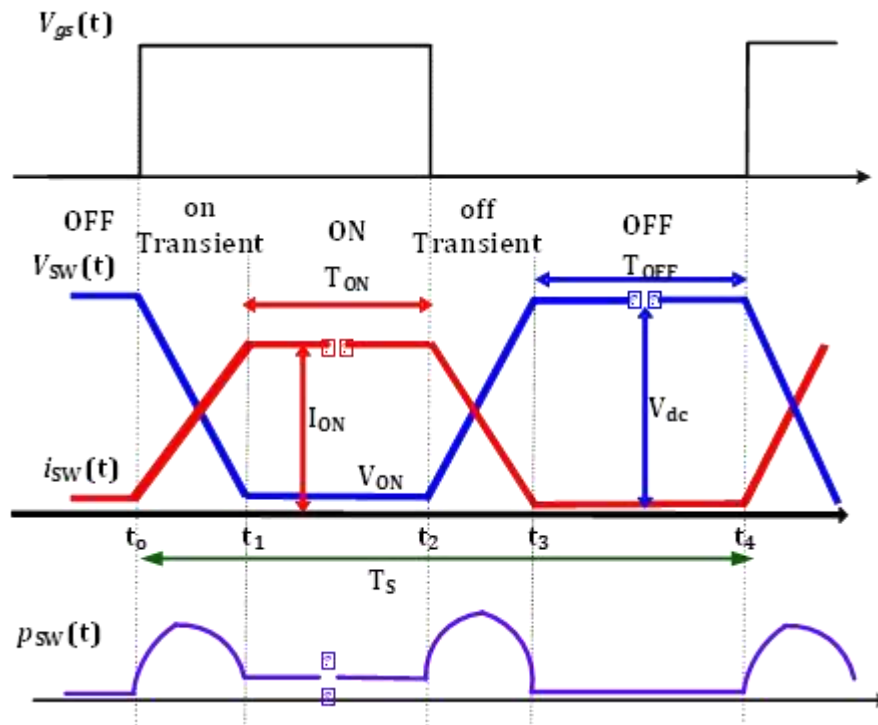 Vgs(t)
OFF
on
Transient
ON
off
Transient
OFF
VSW(t)
TON
TOFF
ION
Vdc
VON
iSW(t)
to
t1
t2
t3
t4
TS
pSW(t)